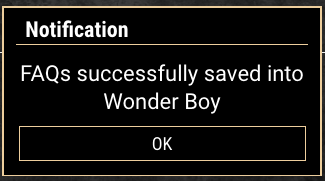 Notification
FAQs successfully saved into
Wonder Boy
OK